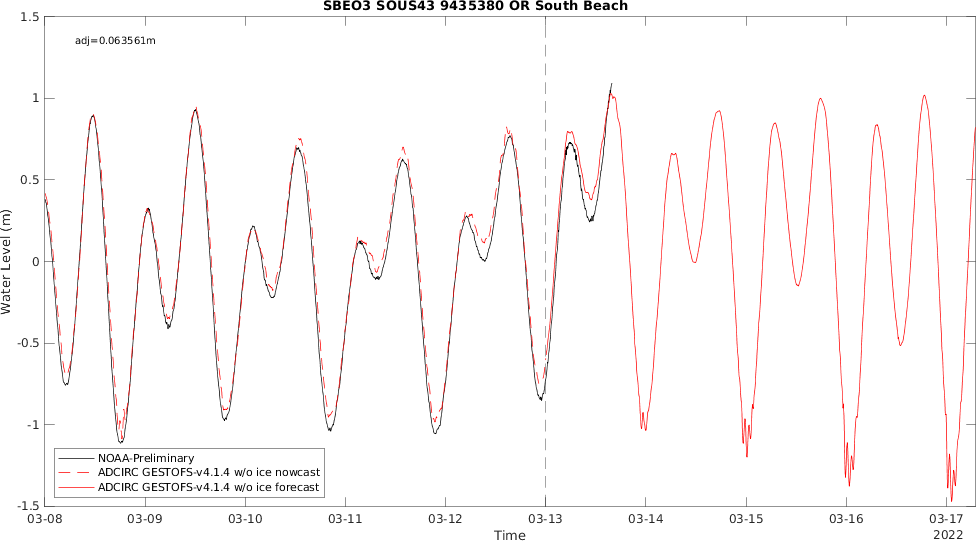 SBEO3 SOUS43 9435380 OR South Beach
adj=0.063561m
1.5
1
0.5
0
-0.5
-1
-1.5
Water Level (m)
NOAA-Preliminary
ADCIRC GESTOFS-v4.1.4 w/o ice nowcast
ADCIRC GESTOFS-v4.1.4 w/o ice forecast
03-08 03-09 03-10 03-11 03-12 03-13 03-14 03-15 03-16 03-17
2022
Time